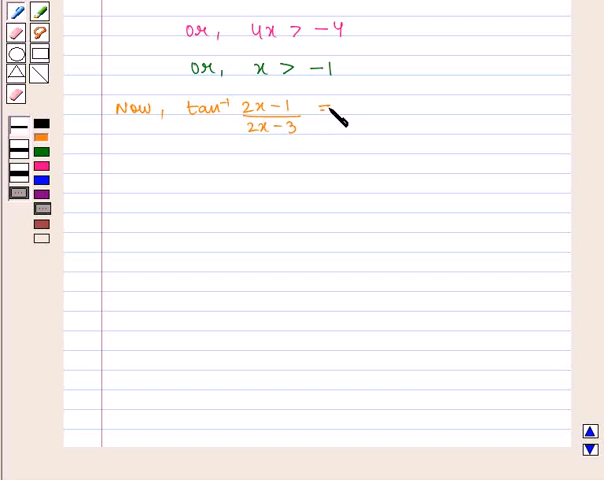 or, 4x > -4
or, x > -1
Now, tan⁻¹ (2x - 1)/(2x - 3) =